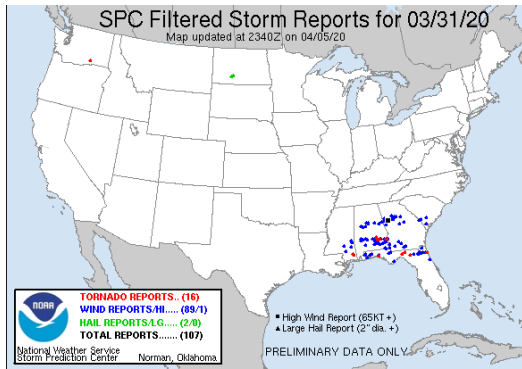 SPC Filtered Storm Reports for 03/31/20
Map updated at 2340Z on 04/05/20
NOAA
TORNADO REPORTS.. (16)
WIND REPORTS/HI..... (89/1)
HAIL REPORTS/LG..... (2/0)
TOTAL REPORTS....... (107)
National Weather Service
Storm Prediction Center Norman, Oklahoma
High Wind Report (65KT +)
Large Hail Report (2" dia. +)
PRELIMINARY DATA ONLY